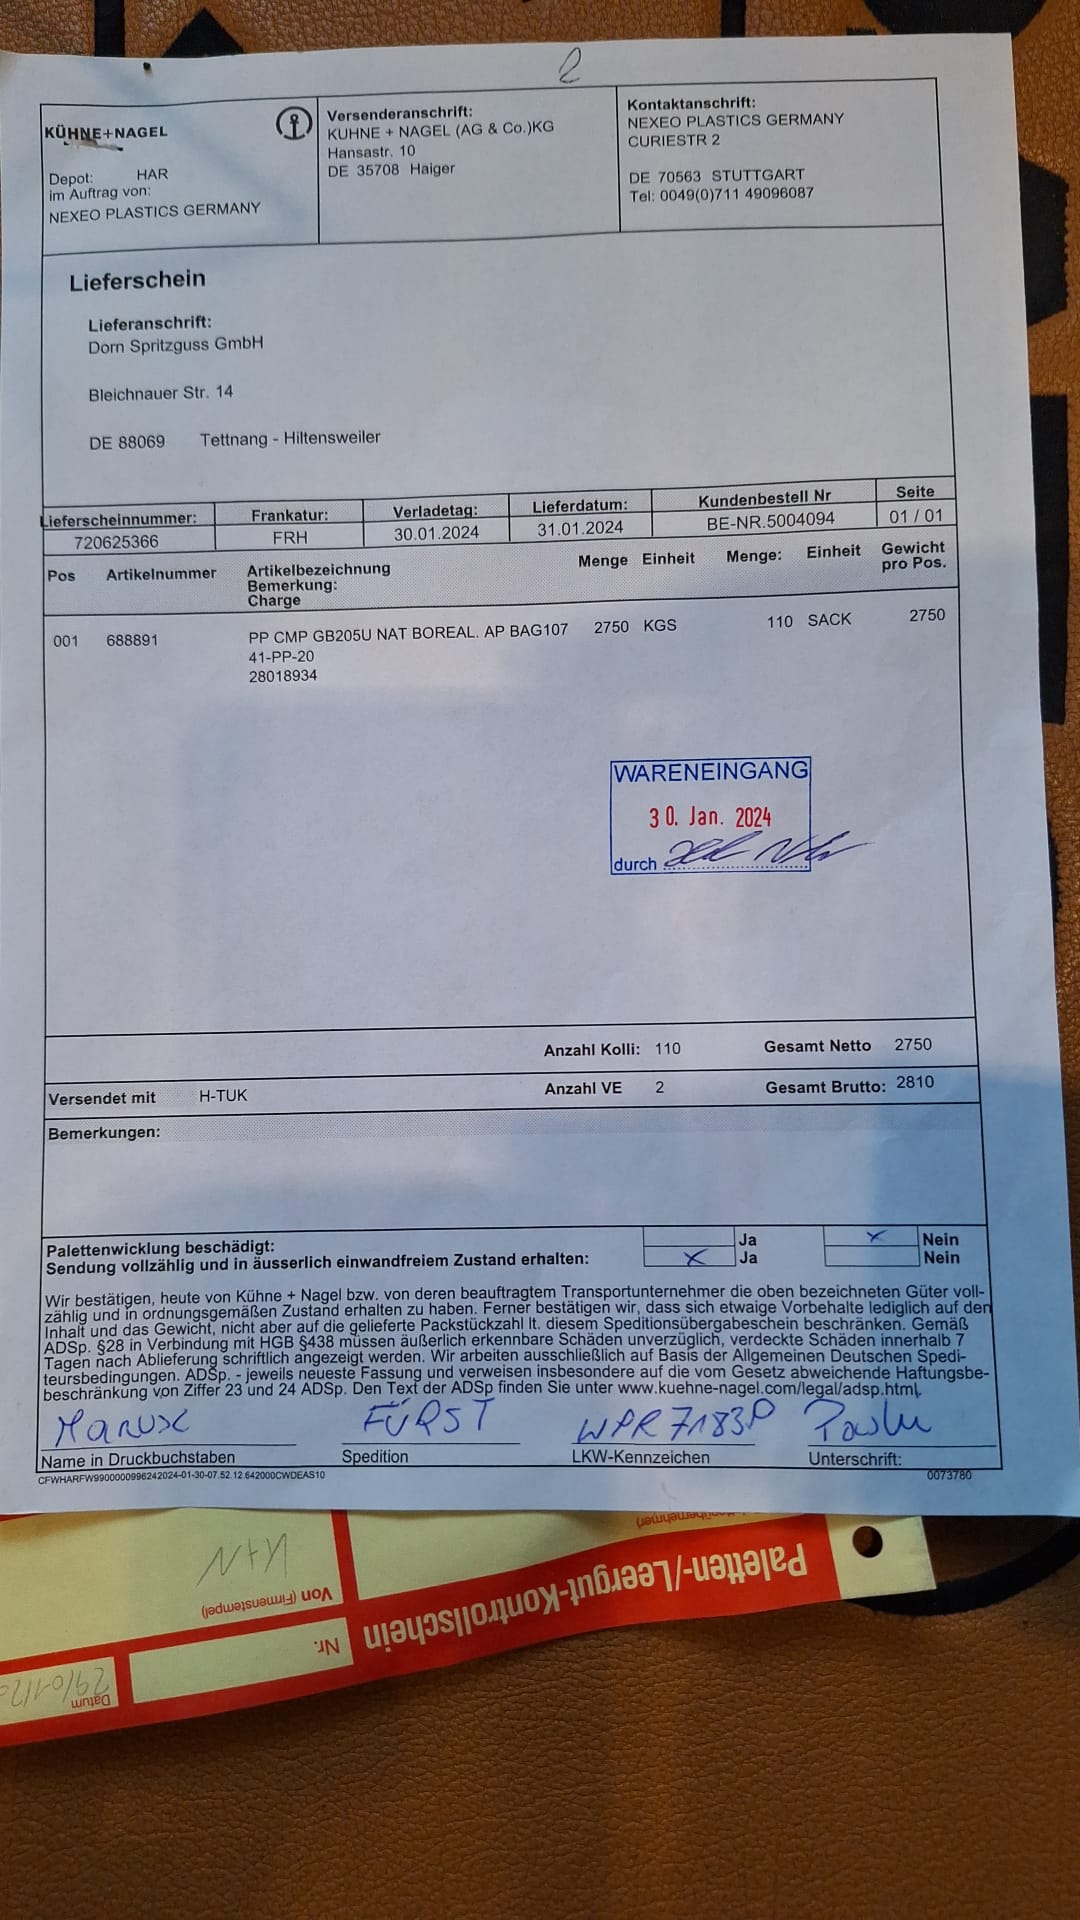 2
KÜHNE+NAGEL
Depot: HAR
im Auftrag von:
NEXEO PLASTICS GERMANY
Versenderanschrift:
KUHNE + NAGEL (AG & Co.)KG
Hansastr. 10
DE 35708 Haiger
Kontaktanschrift:
NEXEO PLASTICS GERMANY
CURIESTR 2
DE 70563 STUTTGART
Tel: 0049(0)711 49096087
Lieferschein
Lieferanschrift:
Dorn Spritzguss GmbH
Bleichnauer Str. 14
DE 88069 Tettnang - Hiltensweiler
Lieferscheinnummer: Frankatur: Verladetag: Lieferdatum: Kundenbestell Nr Seite
720625366 FRH 30.01.2024 31.01.2024 BE-NR.5004094 01 / 01
Pos Artikelnummer Artikelbezeichnung Menge Einheit Menge: Einheit Gewicht
Bemerkung: pro Pos.
Charge
001 688891 PP CMP GB205U NAT BOREAL. AP BAG107 2750 KGS 110 SACK 2750
41-PP-20
28018934
WARENEINGANG
30. Jan. 2024
durch
Anzahl Kolli: 110 Gesamt Netto 2750
Versendet mit H-TUK Anzahl VE 2 Gesamt Brutto: 2810
Bemerkungen:
Palettenwicklung beschädigt: Ja x Nein
Sendung vollzählig und in äusserlich einwandfreiem Zustand erhalten: x Ja Nein
Wir bestätigen, heute von Kühne + Nagel bzw. von deren beauftragtem Transportunternehmer die oben bezeichneten Güter voll-
zählig und in ordnungsgemäßen Zustand erhalten zu haben. Ferner bestätigen wir, dass sich etwaige Vorbehalte lediglich auf den
Inhalt und das Gewicht, nicht aber auf die gelieferte Packstückzahl lt. diesem Speditionsübergabeschein beschränken. Gemäß
ADSp. §28 in Verbindung mit HGB §438 müssen äußerlich erkennbare Schäden unverzüglich, verdeckte Schäden innerhalb 7
Tagen nach Ablieferung schriftlich angezeigt werden. Wir arbeiten ausschließlich auf Basis der Allgemeinen Deutschen Spedi-
teursbedingungen. ADSp. - jeweils neueste Fassung und verweisen insbesondere auf die vom Gesetz abweichende Haftungsbe-
beschränkung von Ziffer 23 und 24 ADSp. Den Text der ADSp finden Sie unter www.kuehne-nagel.com/legal/adsp.html.
FÜRST WPR7183P
Name in Druckbuchstaben Spedition LKW-Kennzeichen Unterschrift:
CFWHARFW9900000996242024-01-30-07.52.12.642000CWDEAS10 0073780
Paletten-/Leergut-Kontrollschein
K+N
Von (Firmenstempel)
Nr.
Datum